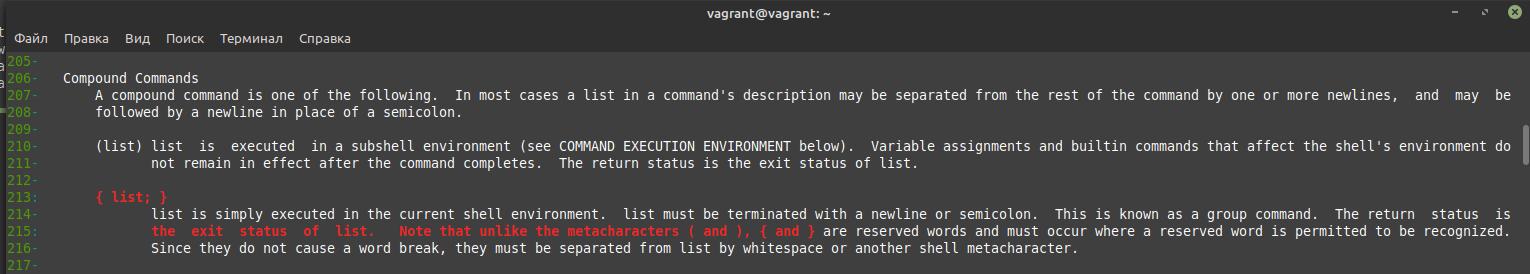 vagrant@vagrant: ~
Файл Правка Вид Поиск Терминал Справка
205-
206- Compound Commands
207- A compound command is one of the following. In most cases a list in a command's description may be separated from the rest of the command by one or more newlines, and may be
208- followed by a newline in place of a semicolon.
209-
210- (list) list is executed in a subshell environment (see COMMAND EXECUTION ENVIRONMENT below). Variable assignments and builtin commands that affect the shell's environment do
211- not remain in effect after the command completes. The return status is the exit status of list.
212-
213: { list; }
214- list is simply executed in the current shell environment. list must be terminated with a newline or semicolon. This is known as a group command. The return status is
215: the exit status of list. Note that unlike the metacharacters ( and ), { and } are reserved words and must occur where a reserved word is permitted to be recognized.
216- Since they do not cause a word break, they must be separated from list by whitespace or another shell metacharacter.
217-